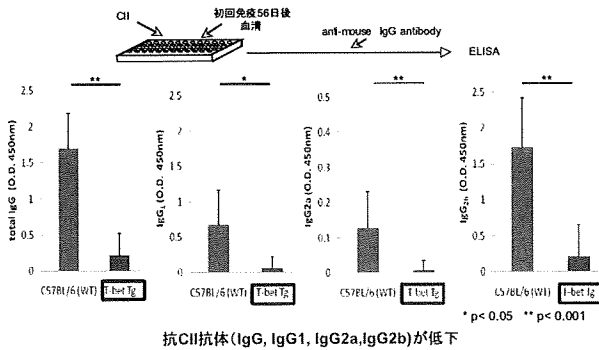 CII
初回免疫56日後
血清
anti-mouse IgG antibody
ELISA
**
*
**
**
total IgG (O.D. 450nm)
2.5
2
1.5
1
0.5
0
C57BL/6 (WT)
T-bet Tg
IgG1 (O.D. 450nm)
2.5
2
1.5
1
0.5
0
C57BL/6 (WT)
T-bet Tg
IgG2a (O.D. 450nm)
0.5
0.4
0.3
0.2
0.1
0
C57BL/6 (WT)
T-bet Tg
IgG2b (O.D. 450nm)
2.5
2
1.5
1
0.5
0
C57BL/6 (WT)
T-bet Tg
* p< 0.05 ** p< 0.001
抗CII抗体(IgG, IgG1, IgG2a,IgG2b)が低下